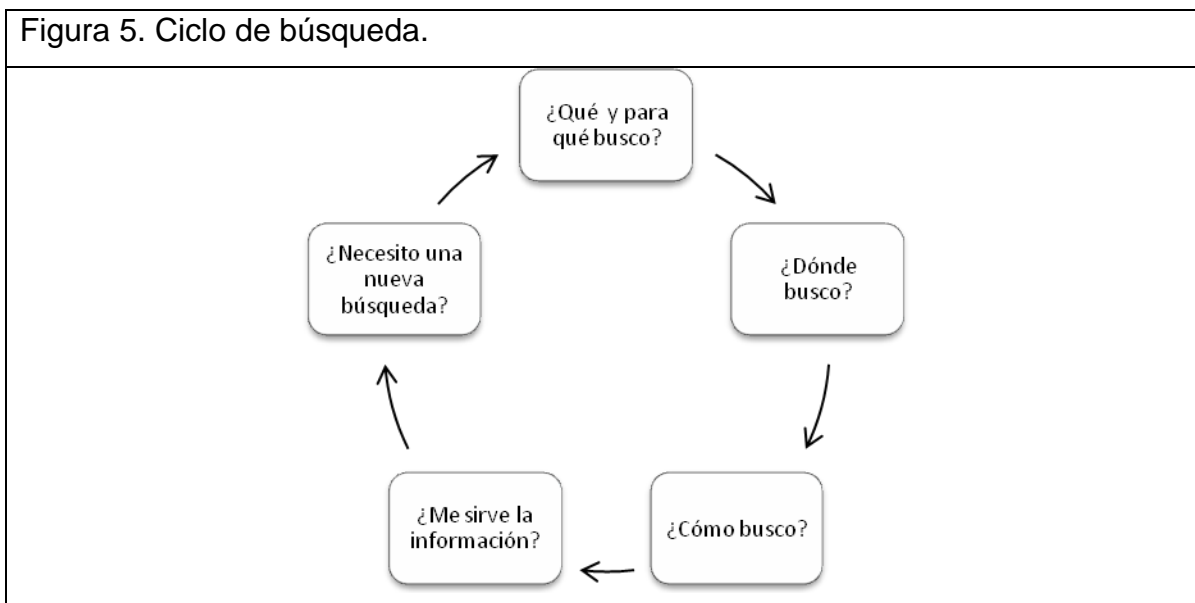 Figura 5. Ciclo de búsqueda.
¿Qué y para
qué busco?
¿Dónde
busco?
¿Cómo busco?
¿Me sirve la
información?
¿Necesito una
nueva
búsqueda?